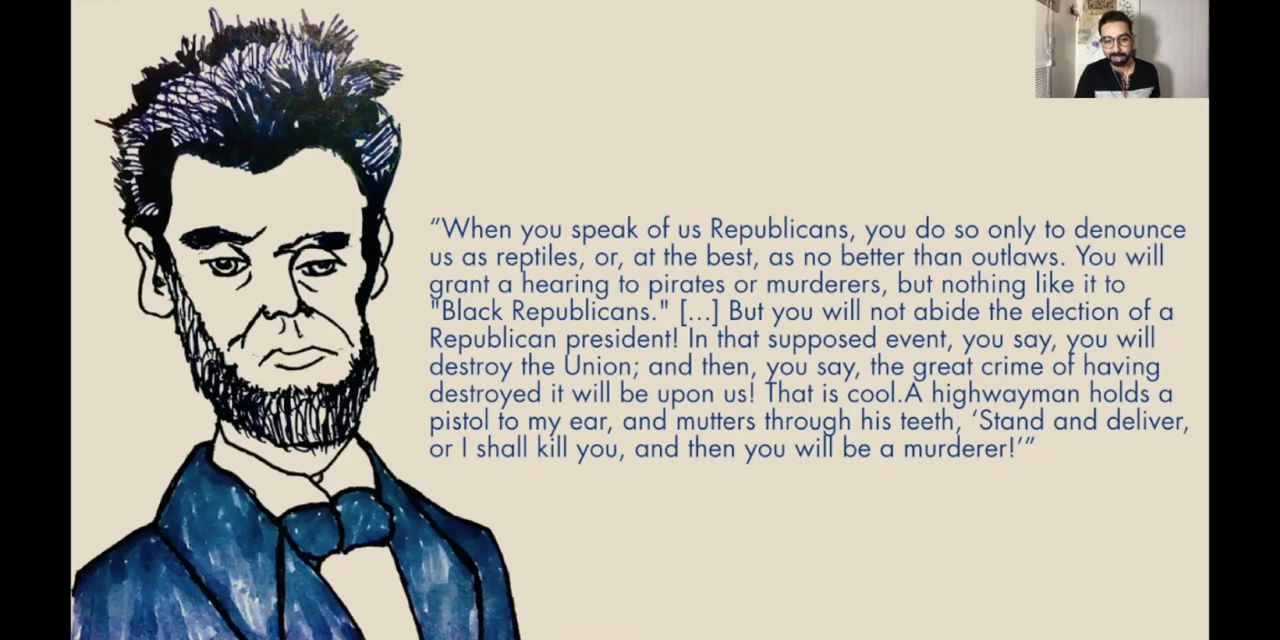 “When you speak of us Republicans, you do so only to denounce
us as reptiles, or, at the best, as no better than outlaws. You will
grant a hearing to pirates or murderers, but nothing like it to
"Black Republicans." [...] But you will not abide the election of a
Republican president! In that supposed event, you say, you will
destroy the Union; and then, you say, the great crime of having
destroyed it will be upon us! That is cool.A highwayman holds a
pistol to my ear, and mutters through his teeth, ‘Stand and deliver,
or I shall kill you, and then you will be a murderer!’”